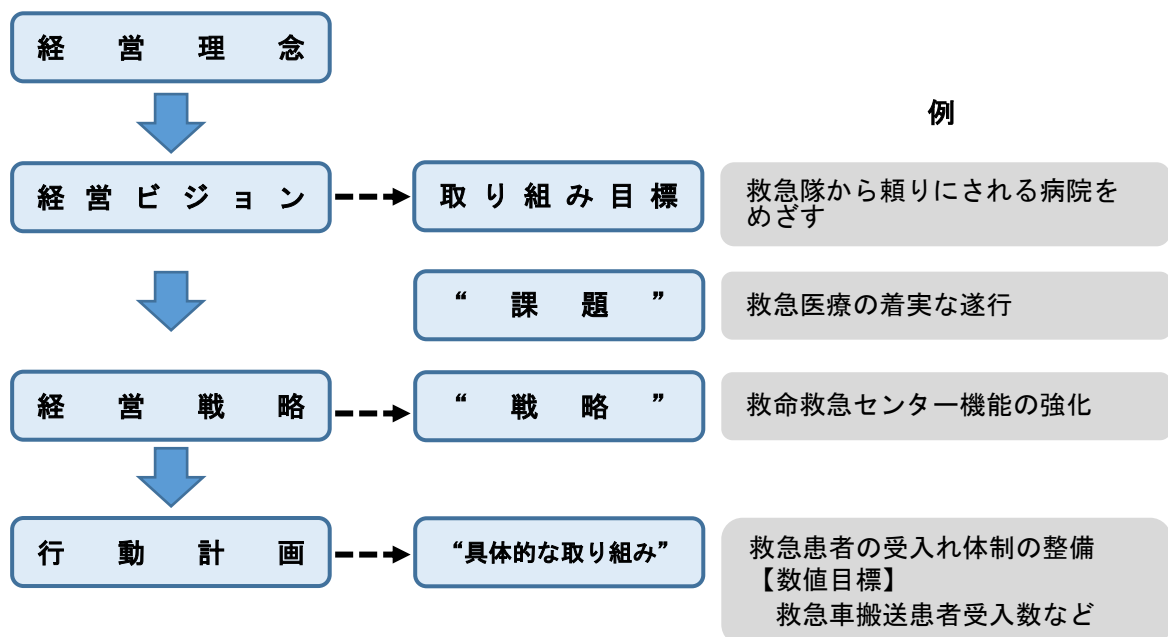 経営理念
例
経営ビジョン
取り組み目標
救急隊から頼りにされる病院を
めざす
“課題”
救急医療の着実な遂行
経営戦略
“戦略”
救命救急センター機能の強化
行動計画
“具体的な取り組み”
救急患者の受入れ体制の整備
【数値目標】
救急車搬送患者受入数など